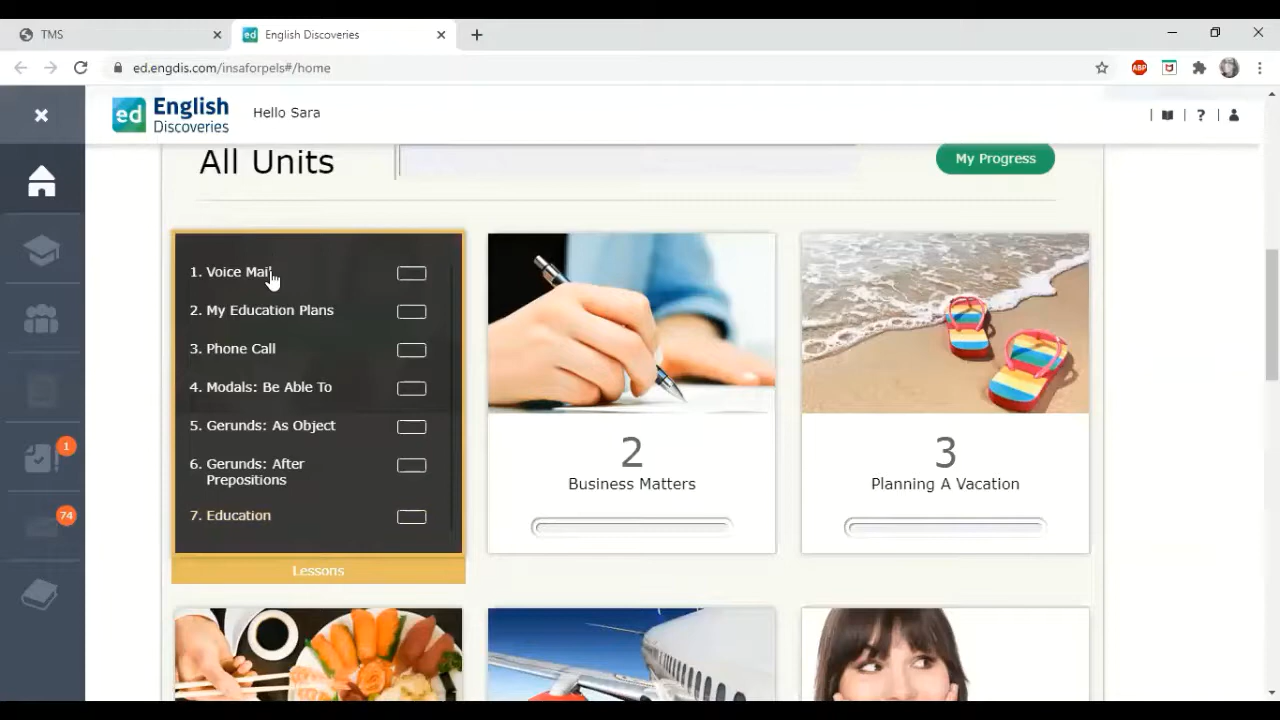 TMS
English Discoveries
ed.engdis.com/insaforpels#/home
ABP
ed English Discoveries
Hello Sara
?
All Units
My Progress
1. Voice Mail
2. My Education Plans
3. Phone Call
4. Modals: Be Able To
5. Gerunds: As Object
6. Gerunds: After
Prepositions
7. Education
Lessons
2
Business Matters
3
Planning A Vacation
1
74